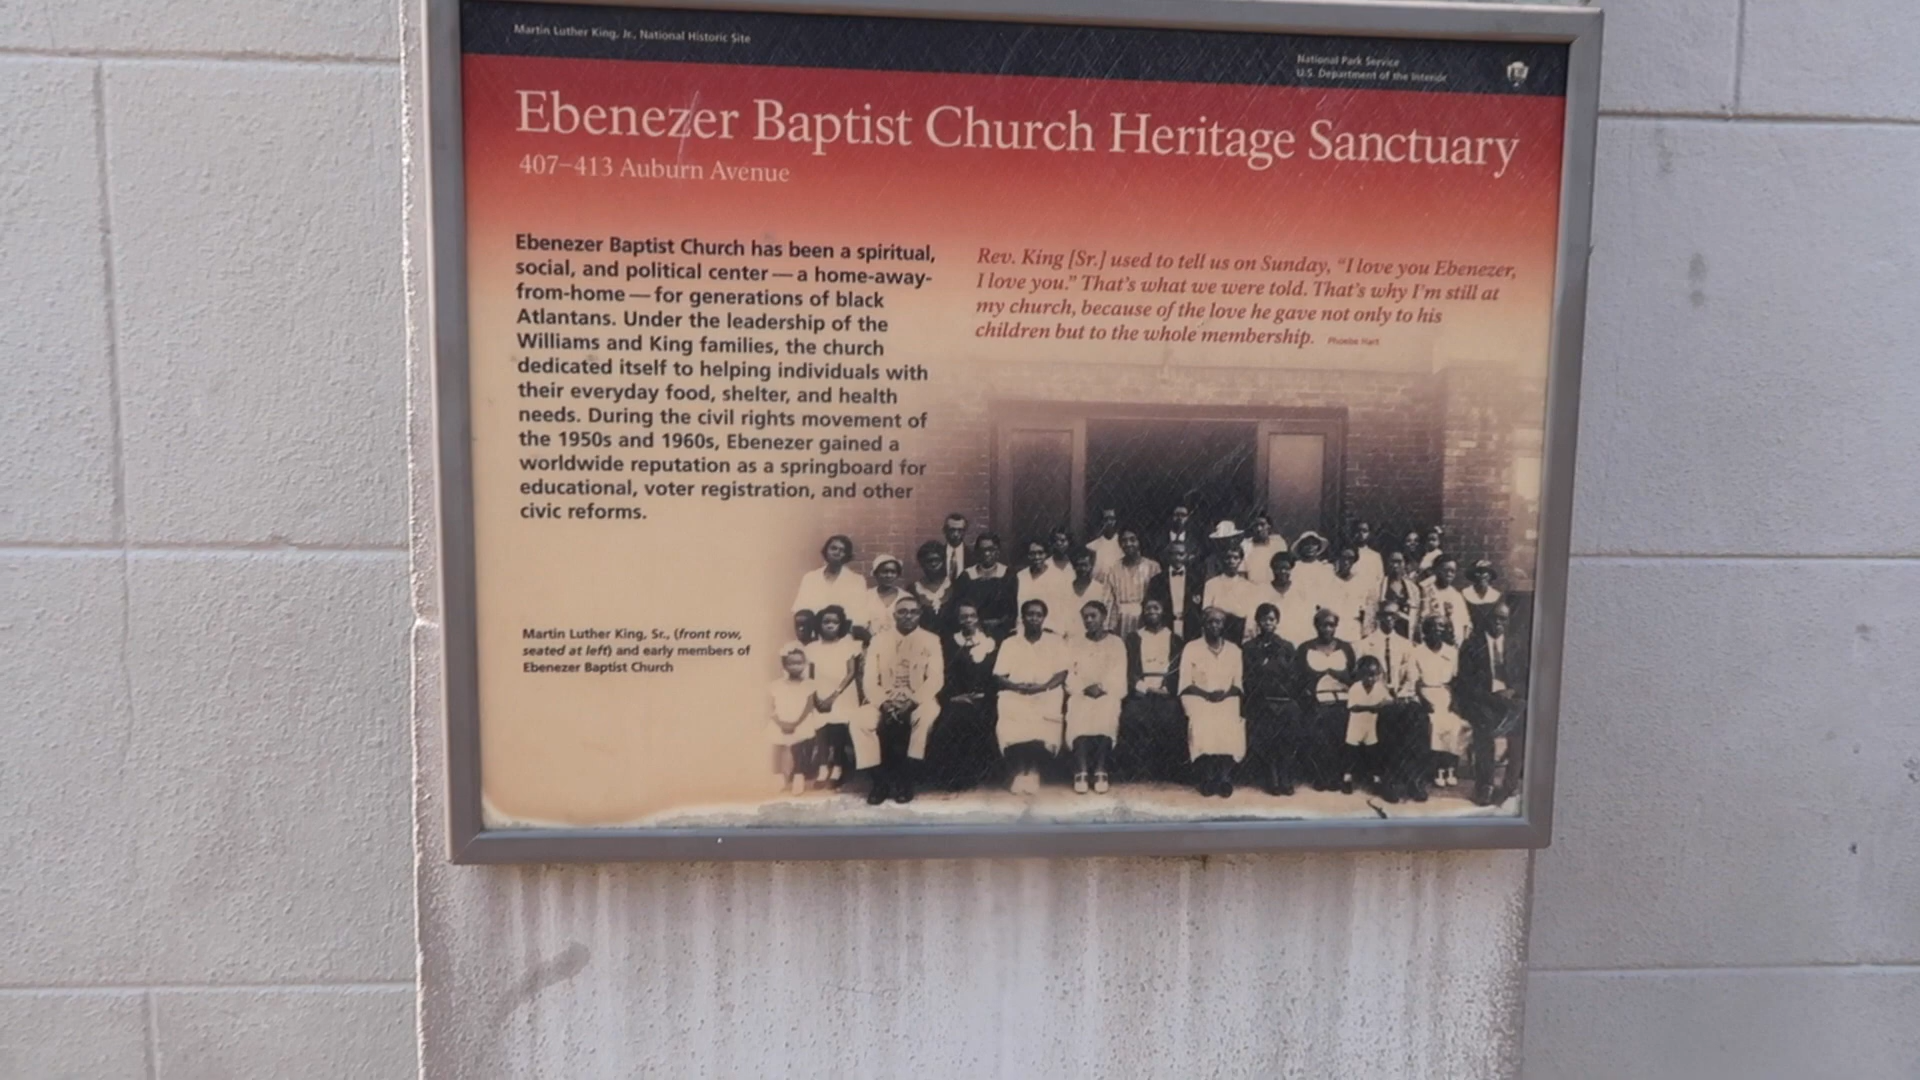 Martin Luther King, Jr., National Historic Site
National Park Service
U.S. Department of the Interior
Ebenezer Baptist Church Heritage Sanctuary
407–413 Auburn Avenue
Ebenezer Baptist Church has been a spiritual,
social, and political center — a home-away-
from-home — for generations of black
Atlantans. Under the leadership of the
Williams and King families, the church
dedicated itself to helping individuals with
their everyday food, shelter, and health
needs. During the civil rights movement of
the 1950s and 1960s, Ebenezer gained a
worldwide reputation as a springboard for
educational, voter registration, and other
civic reforms.
Rev. King [Sr.] used to tell us on Sunday, “I love you Ebenezer,
I love you.” That’s what we were told. That’s why I’m still at
my church, because of the love he gave not only to his
children but to the whole membership. Phoebe Hart
Martin Luther King, Sr., (front row,
seated at left) and early members of
Ebenezer Baptist Church